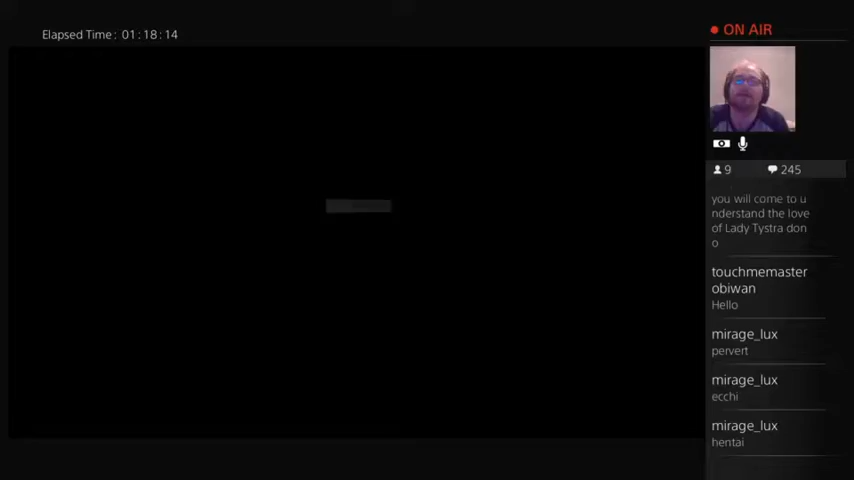 Elapsed Time: 01:18:14
ON AIR
9 245
you will come to u
nderstand the love
of Lady Tystra don
o
touchmemaster
obiwan
Hello
mirage_lux
pervert
mirage_lux
ecchi
mirage_lux
hentai